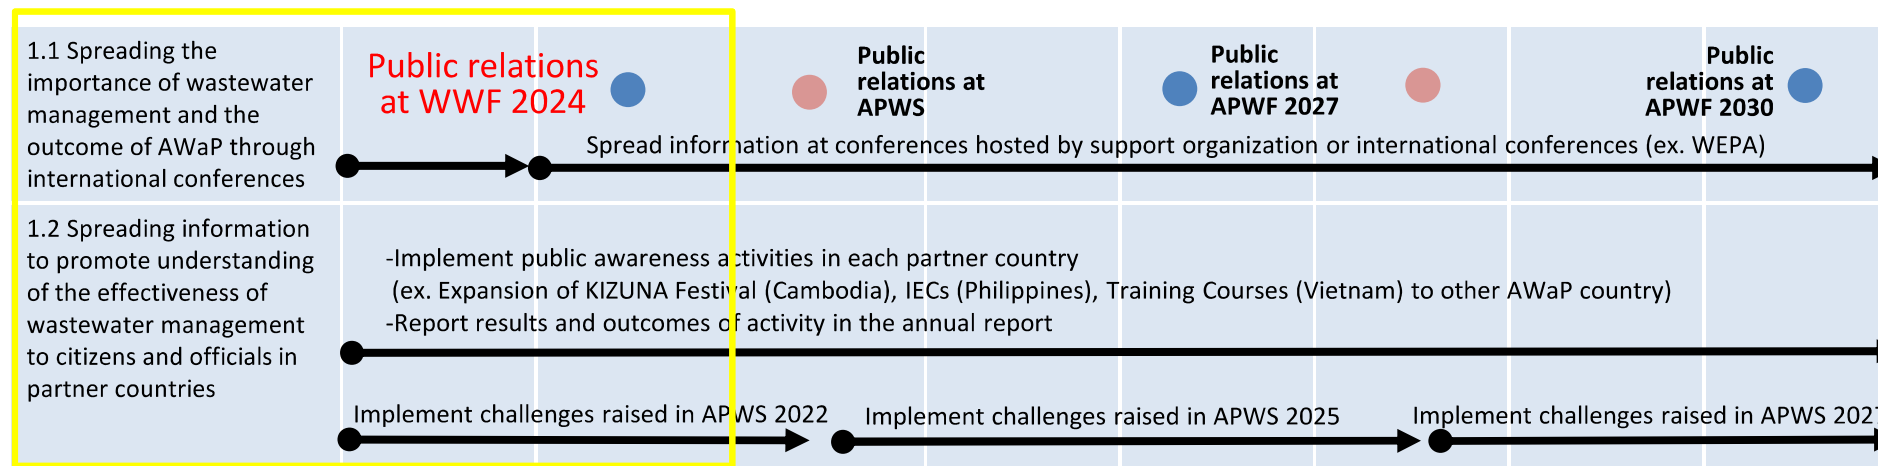 1.1 Spreading the
importance of wastewater
management and the
outcome of AWaP through
international conferences
Public relations
at WWF 2024
Public
relations at
APWS
Public
relations at
APWF 2027
Public
relations at
APWF 2030
Spread information at conferences hosted by support organization or international conferences (ex. WEPA)
1.2 Spreading information
to promote understanding
of the effectiveness of
wastewater management
to citizens and officials in
partner countries
-Implement public awareness activities in each partner country
(ex. Expansion of KIZUNA Festival (Cambodia), IECs (Philippines), Training Courses (Vietnam) to other AWaP country)
-Report results and outcomes of activity in the annual report
Implement challenges raised in APWS 2022
Implement challenges raised in APWS 2025
Implement challenges raised in APWS 2027